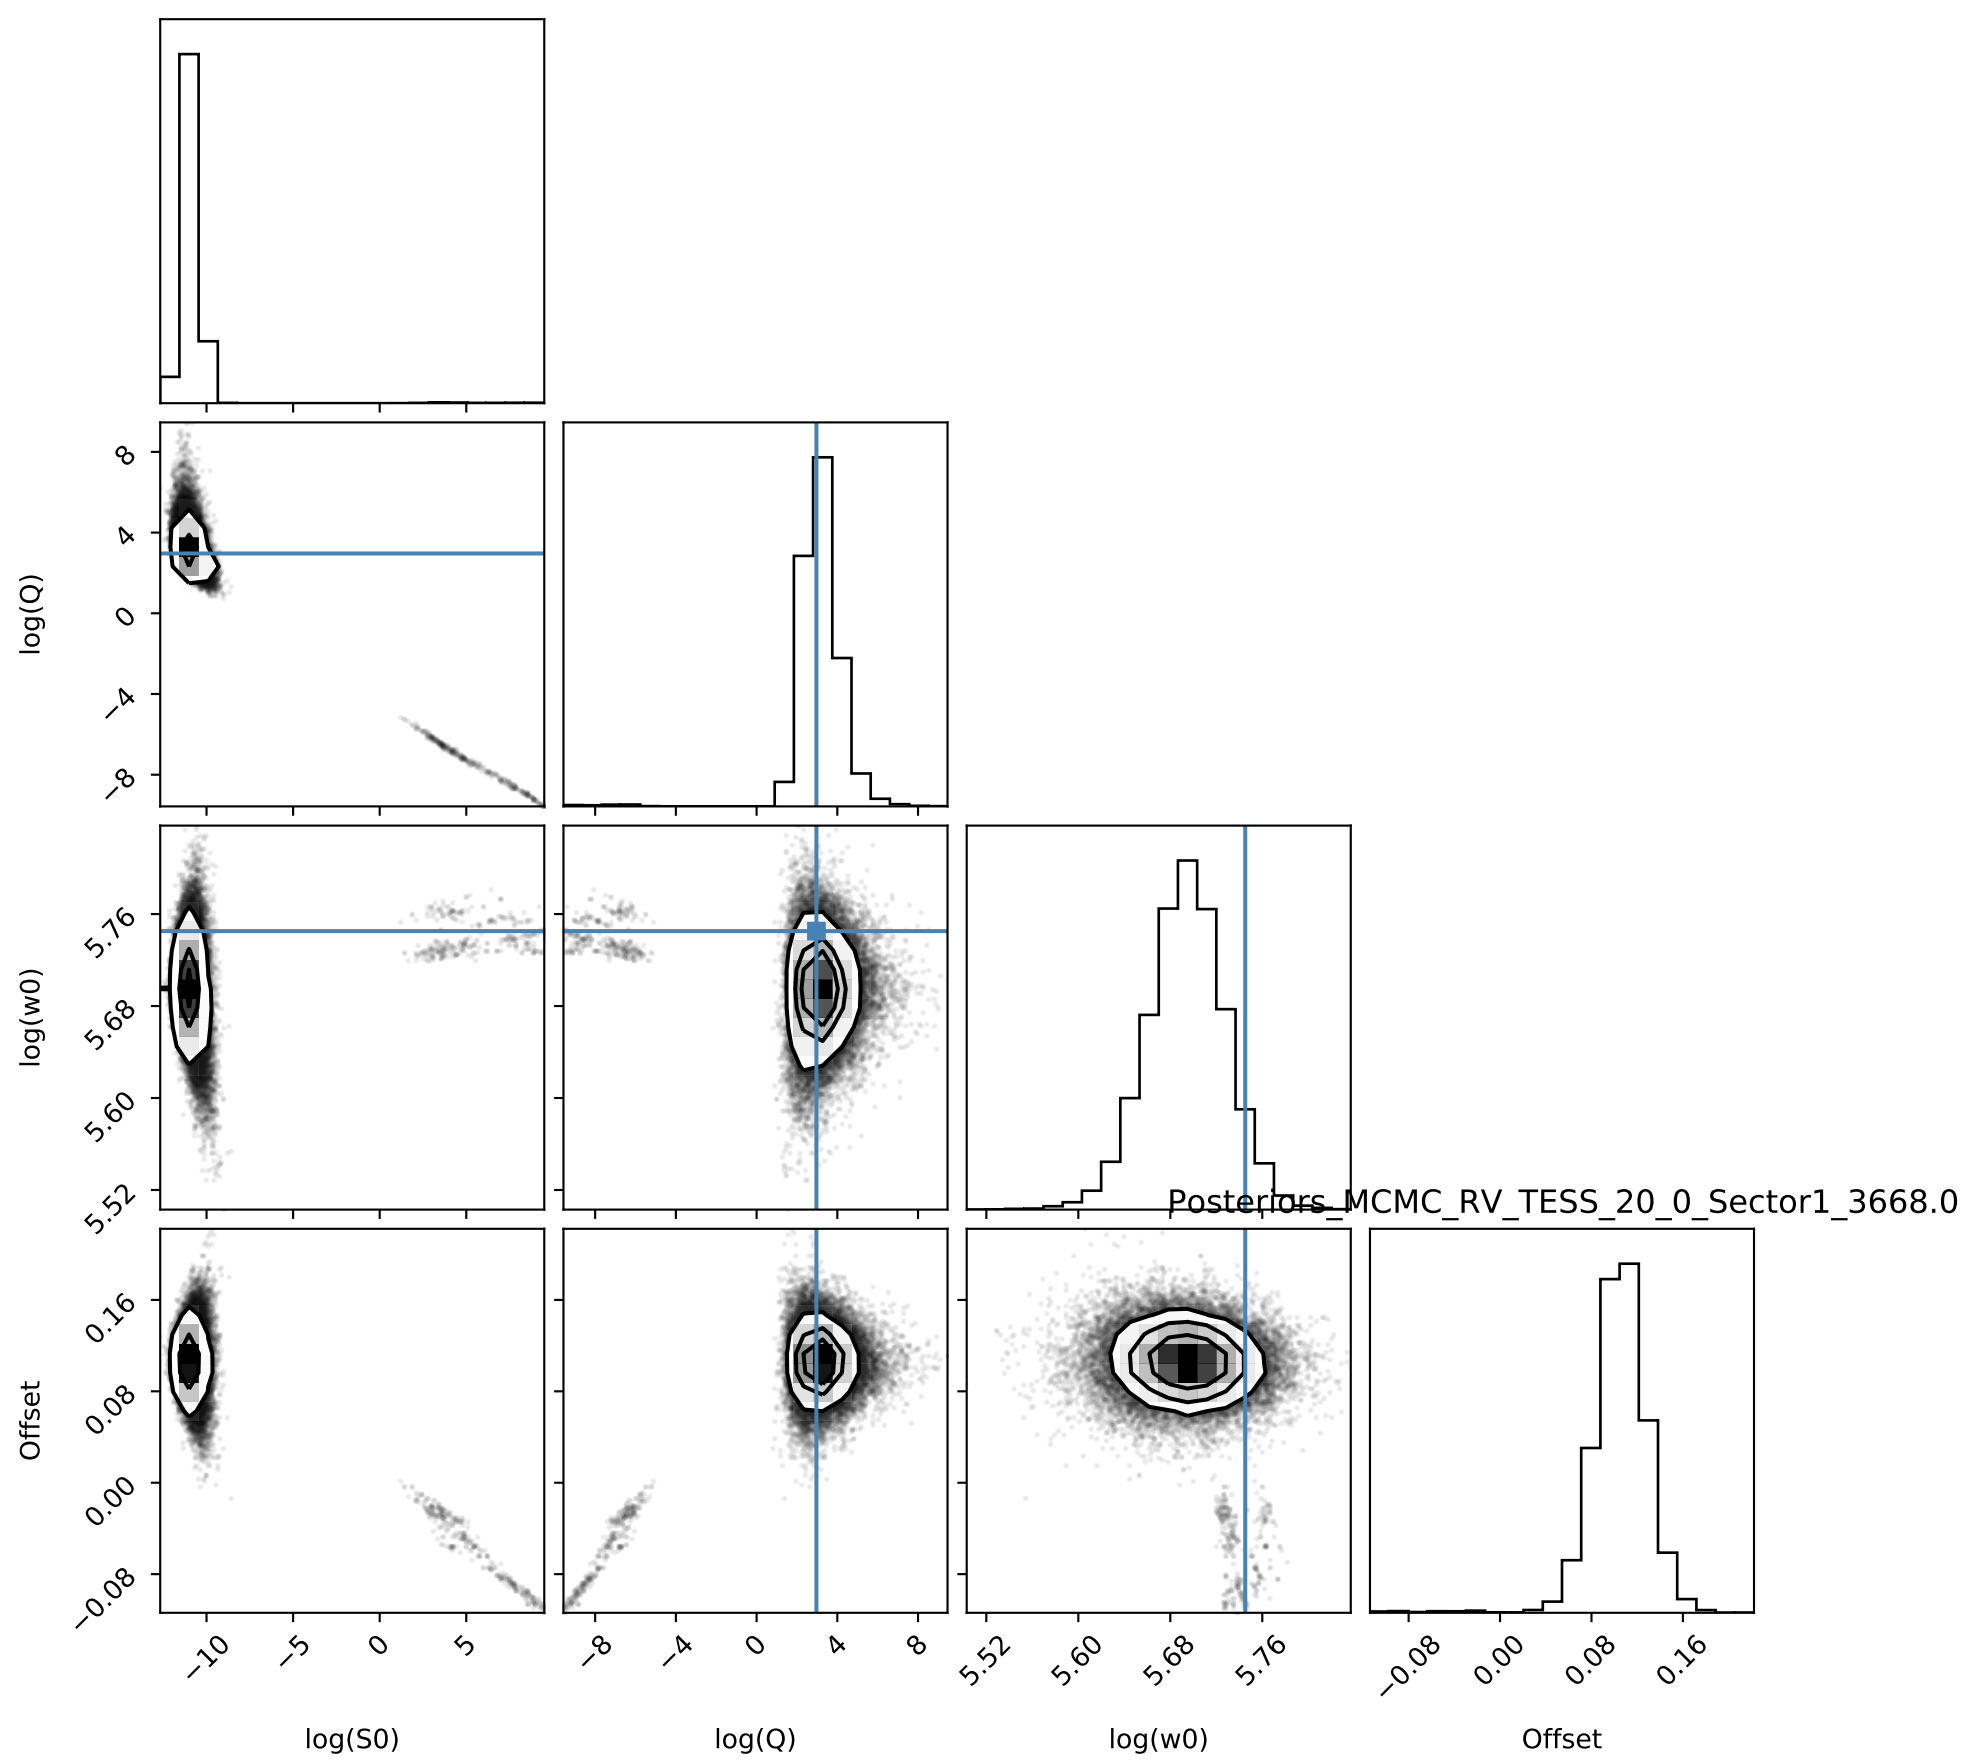 8
4
0
−4
−8
log(Q)
5.76
5.68
5.60
5.52
log(w0)
Posteriors_MCMC_RV_TESS_20_0_Sector1_3668.0
0.16
0.08
0.00
−0.08
Offset
−10 −5 0 5 −8 −4 0 4 8 5.52 5.60 5.68 5.76 −0.08 0.00 0.08 0.16
log(S0) log(Q) log(w0) Offset